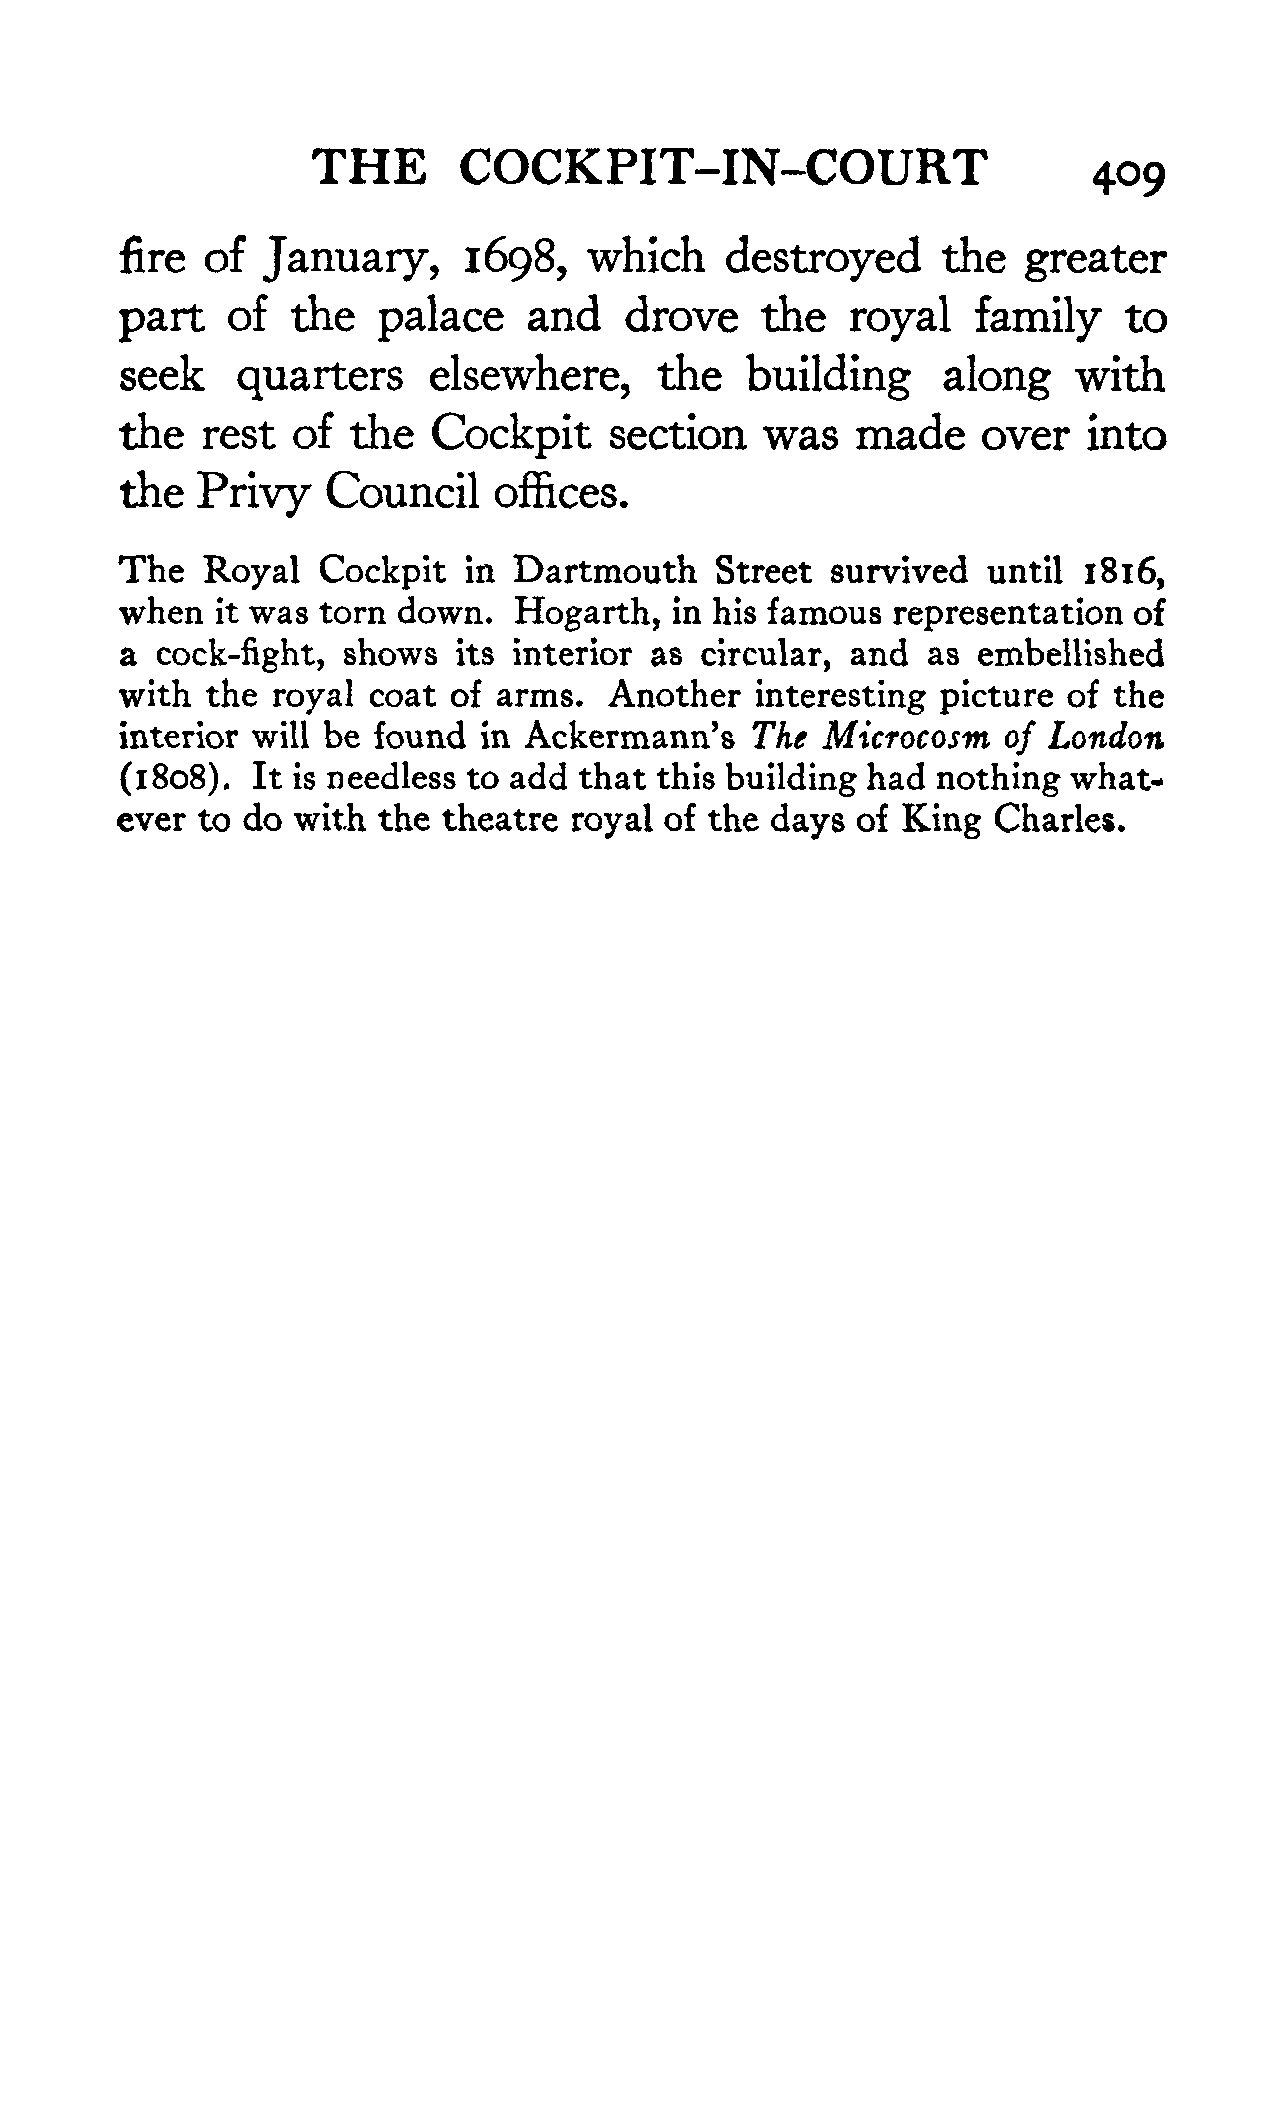 THE COCKPIT-IN-COURT 409
fire of January, 1698, which destroyed the greater
part of the palace and drove the royal family to
seek quarters elsewhere, the building along with
the rest of the Cockpit section was made over into
the Privy Council offices.
The Royal Cockpit in Dartmouth Street survived until 1816,
when it was torn down. Hogarth, in his famous representation of
a cock-fight, shows its interior as circular, and as embellished
with the royal coat of arms. Another interesting picture of the
interior will be found in Ackermann's The Microcosm of London
(1808). It is needless to add that this building had nothing what-
ever to do with the theatre royal of the days of King Charles.